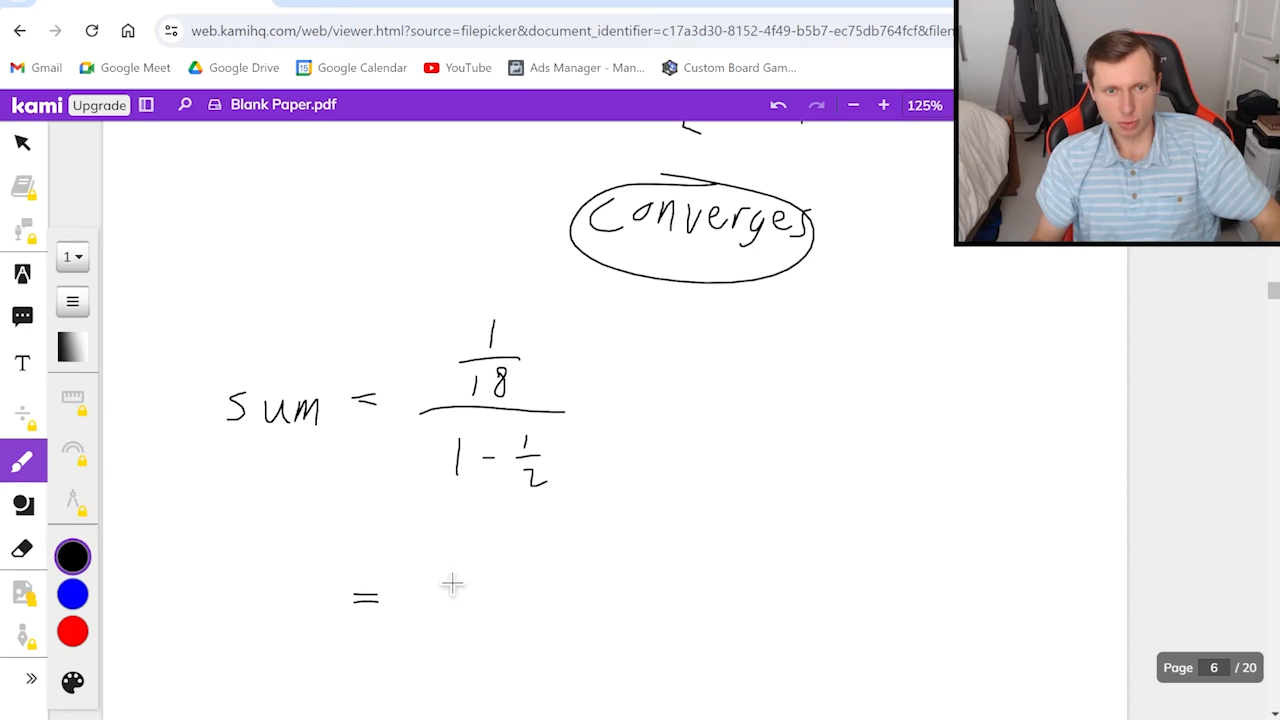 web.kamihq.com/web/viewer.html?source=filepicker&document_identifier=c17a3d30-8152-4f49-b5b7-ec75db764fcf&filen
Gmail Google Meet Google Drive Google Calendar YouTube Ads Manager - Man... Custom Board Gam...
kami Upgrade Blank Paper.pdf 125%
converges
1
sum = 1/18
1 - 1/2
=
Page 6 / 20